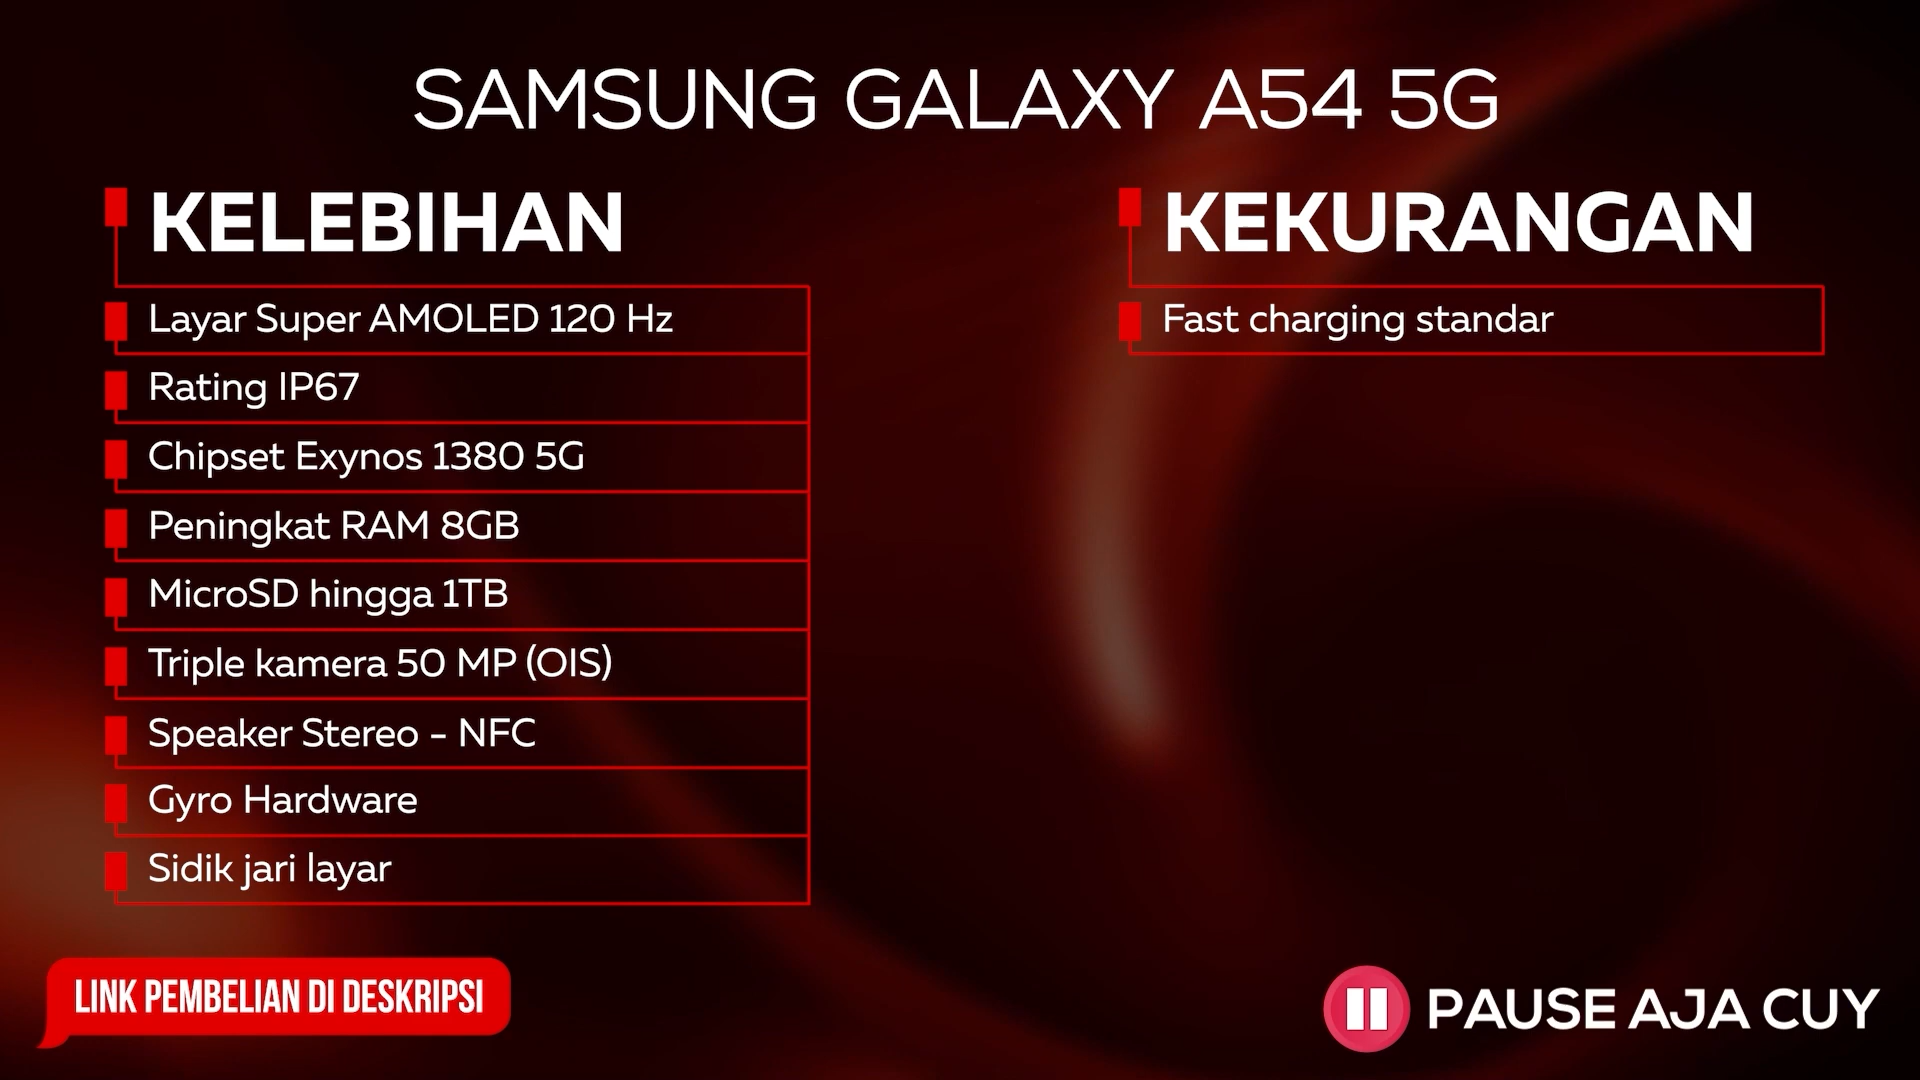 SAMSUNG GALAXY A54 5G
KELEBIHAN
Layar Super AMOLED 120 Hz
Rating IP67
Chipset Exynos 1380 5G
Peningkat RAM 8GB
MicroSD hingga 1TB
Triple kamera 50 MP (OIS)
Speaker Stereo - NFC
Gyro Hardware
Sidik jari layar
KEKURANGAN
Fast charging standar
LINK PEMBELIAN DI DESKRIPSI
PAUSE AJA CUY